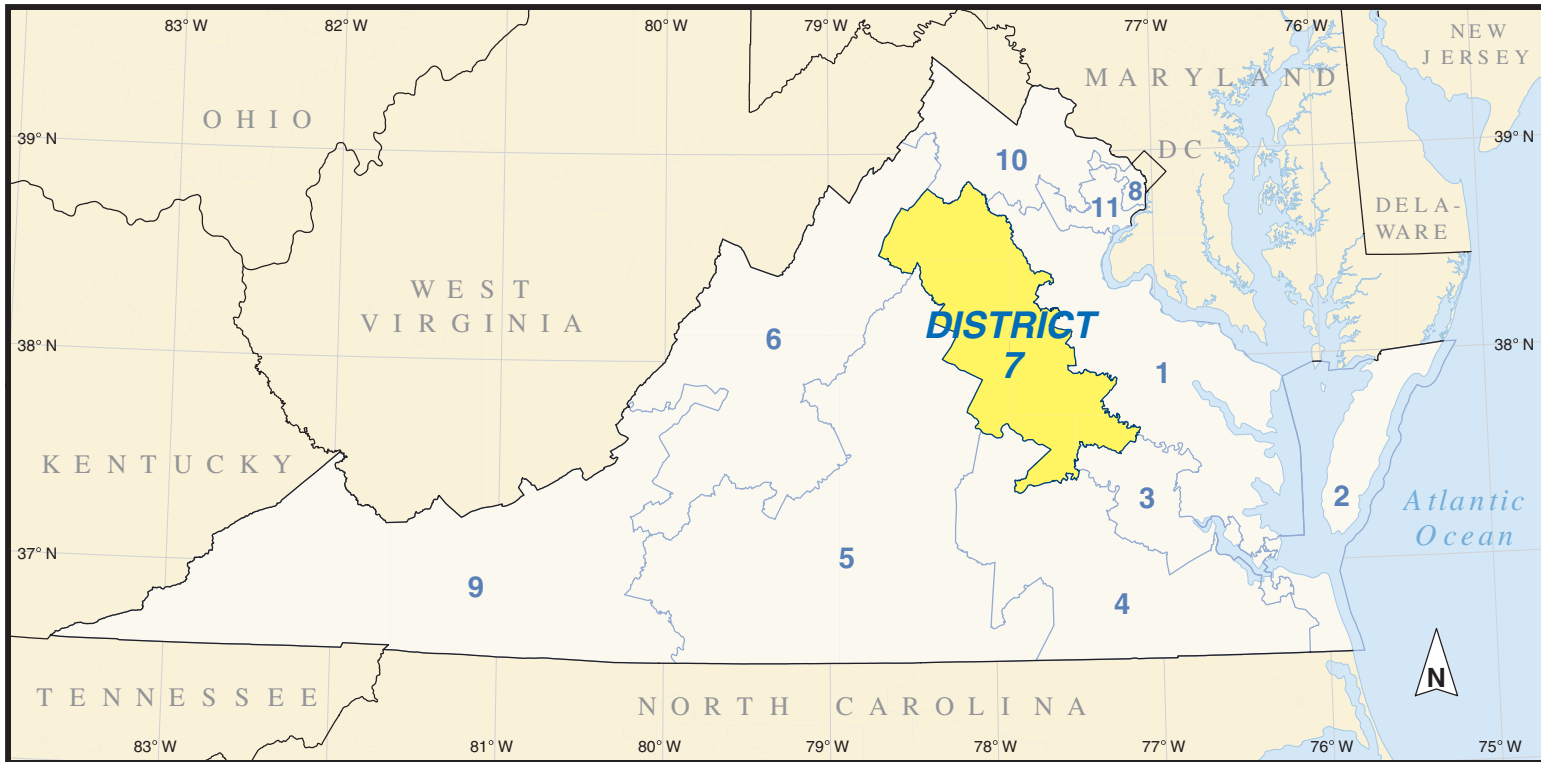 83° W
82° W
80° W
79° W
77° W
76° W
NEW
JERSEY
MARYLAND
OHIO
39° N
39° N
DC
10
8
11
DELA-
WARE
WEST
VIRGINIA
DISTRICT
7
6
38° N
38° N
1
KENTUCKY
3
2
Atlantic
Ocean
37° N
37° N
5
9
4
N
TENNESSEE
NORTH CAROLINA
83° W
81° W
80° W
79° W
78° W
77° W
76° W
75° W